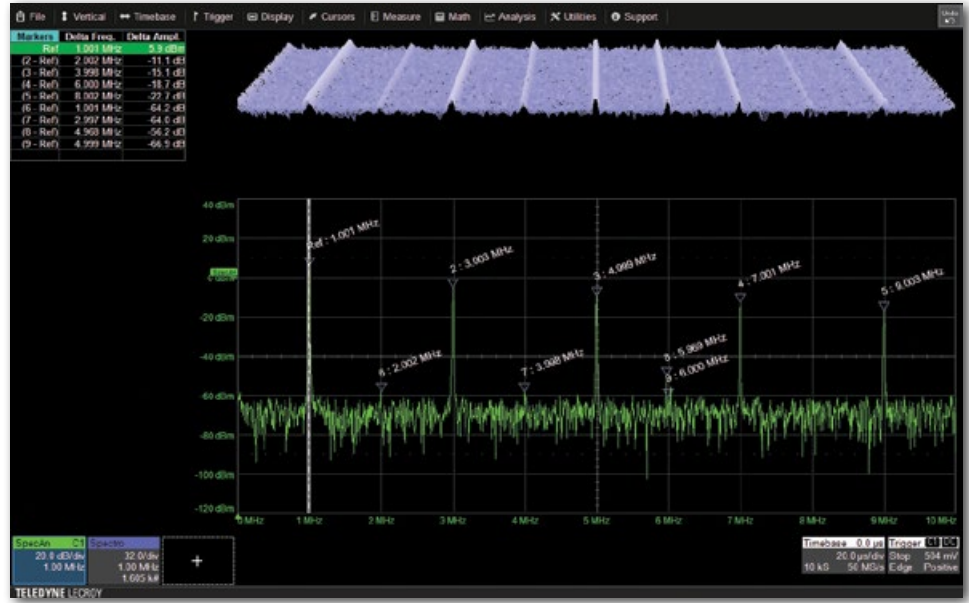 File Vertical Timebase Trigger Display Cursors Measure Math Analysis Utilities Support Undo
Markers Delta Freq. Delta Ampl.
Ref 1.001 MHz 5.9 dBm
(2 - Ref) 2.002 MHz -11.1 dB
(3 - Ref) 3.998 MHz -15.1 dB
(4 - Ref) 6.000 MHz -18.7 dB
(5 - Ref) 8.002 MHz -22.7 dB
(6 - Ref) 1.001 MHz -64.2 dB
(7 - Ref) 2.997 MHz -64.0 dB
(8 - Ref) 4.968 MHz -56.2 dB
(9 - Ref) 4.999 MHz -66.9 dB
40 dBm
20 dBm
0 dBm
-20 dBm
-40 dBm
-60 dBm
-80 dBm
-100 dBm
-120 dBm
Ref : 1.001 MHz
2 : 3.003 MHz
3 : 4.999 MHz
4 : 7.001 MHz
5 : 9.003 MHz
6 : 2.002 MHz
7 : 3.998 MHz
8 : 5.969 MHz
9 : 6.000 MHz
0 MHz 1 MHz 2 MHz 3 MHz 4 MHz 5 MHz 6 MHz 7 MHz 8 MHz 9 MHz 10 MHz
SpecAn C1 Spectro
20.0 dB/div 32.0/div
1.00 MHz 1.00 MHz
1.605 k#
+
Timebase 0.0 µs Trigger C1 DC
20.0 µs/div Stop 504 mV
10 kS 50 MS/s Edge Positive
TELEDYNE LECROY